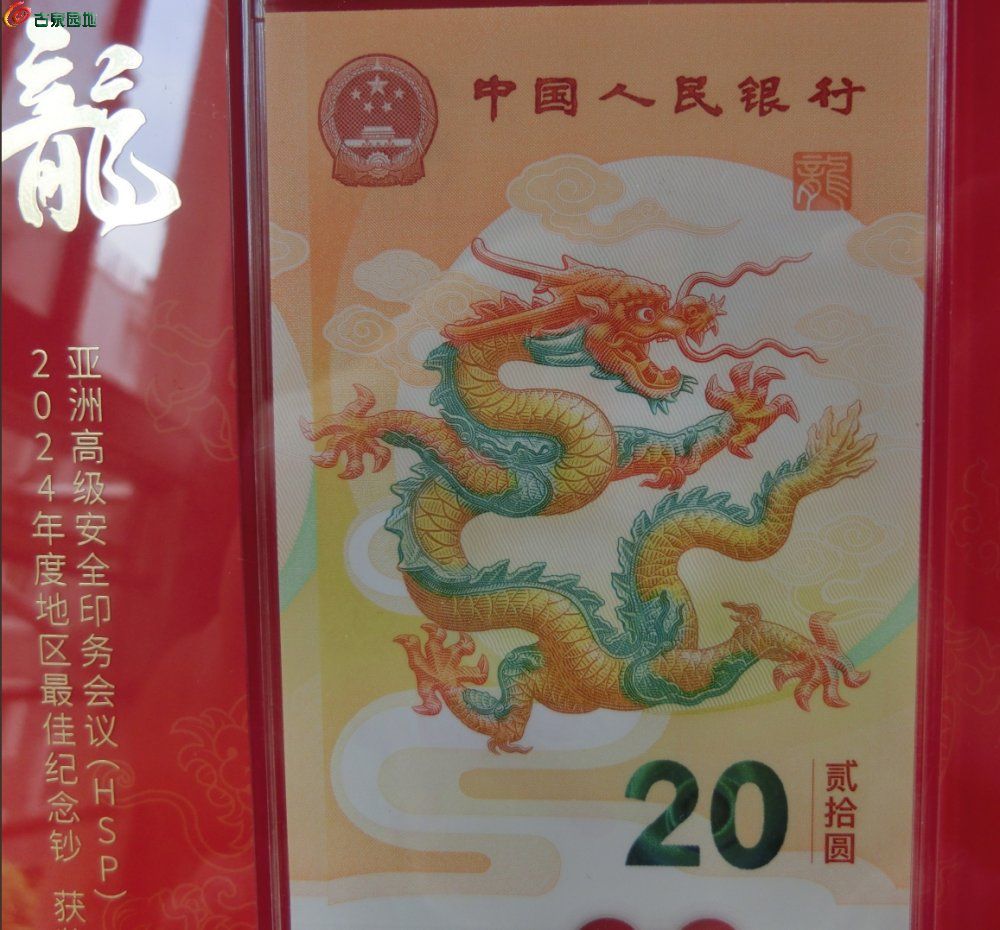 古泉园地
龍
亚洲高级安全印务会议（HSP）
2024年度地区最佳纪念钞 获
中国人民银行
龍
20
贰拾圆